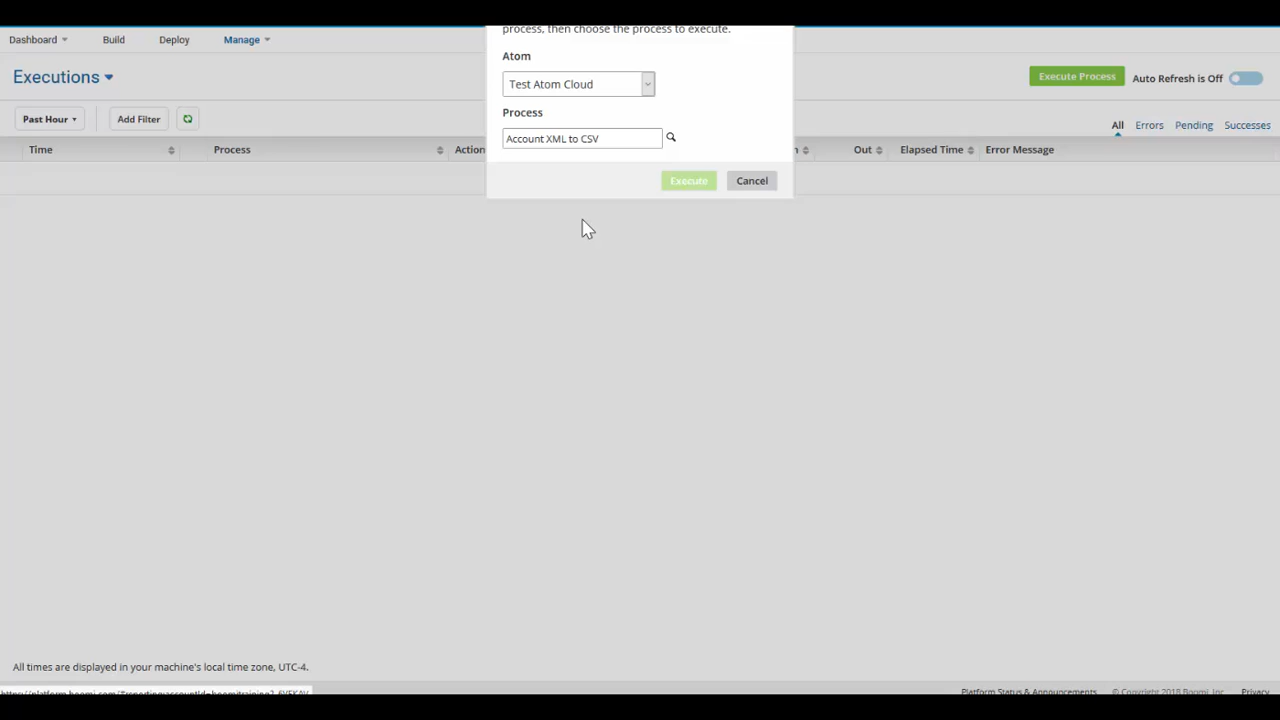 process, then choose the process to execute.
Dashboard Build Deploy Manage
Atom
Executions
Test Atom Cloud
Execute Process Auto Refresh is Off
Process
Past Hour Add Filter
Account XML to CSV
All Errors Pending Successes
Time Process Action Out Elapsed Time Error Message
Execute Cancel
All times are displayed in your machine's local time zone, UTC-4.
Platform Status & Announcements © Copyright 2018 Boomi, Inc. Privacy